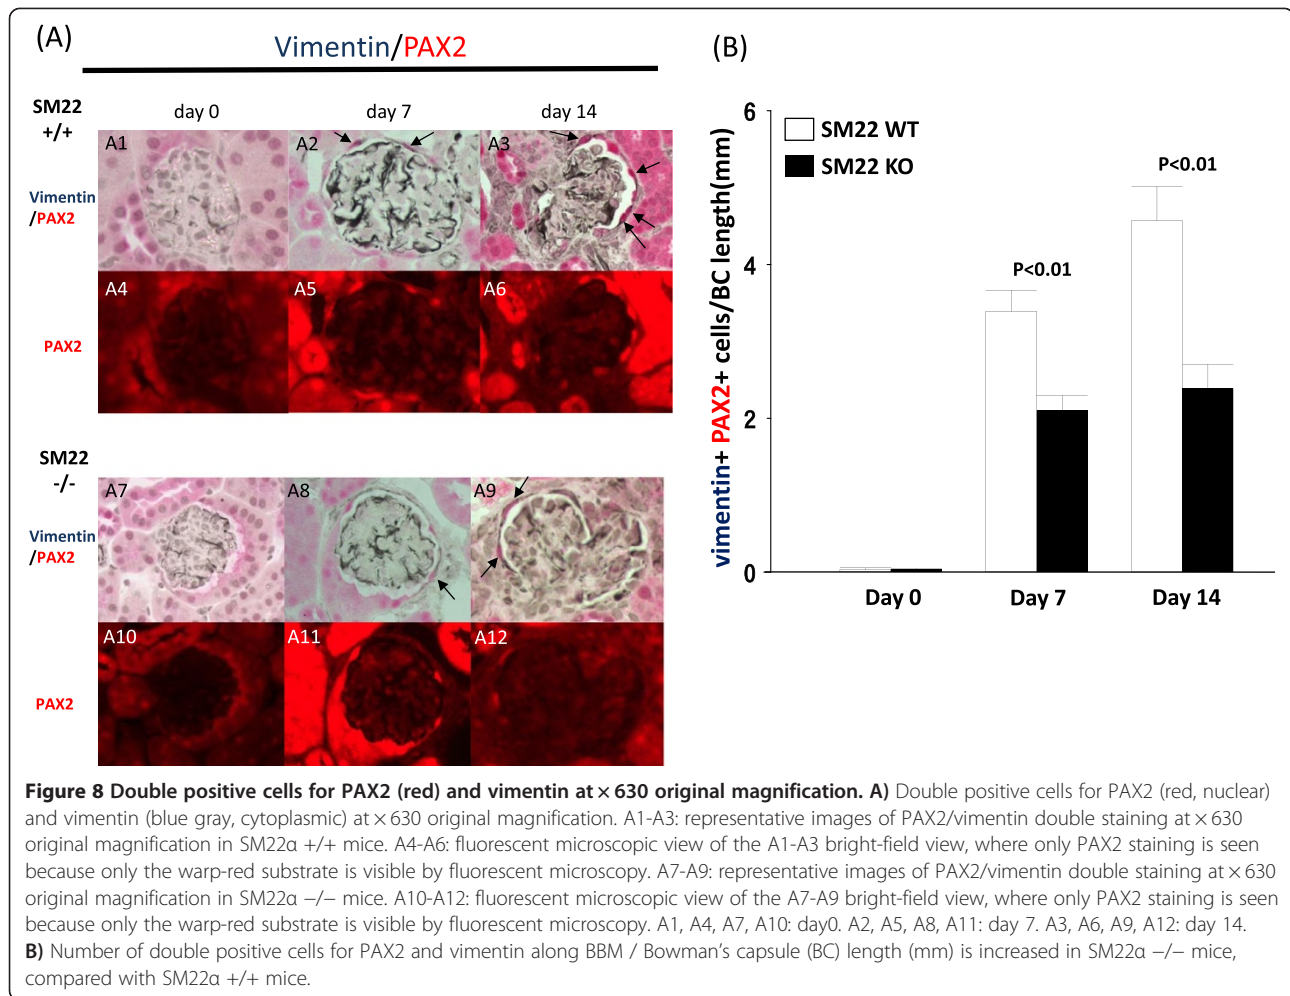 (A)
Vimentin/PAX2
SM22
+/+
day 0
day 7
day 14
A1
A2
A3
Vimentin
/PAX2
A4
A5
A6
PAX2
SM22
-/-
A7
A8
A9
Vimentin
/PAX2
A10
A11
A12
PAX2
(B)
vimentin+ PAX2+ cells/BC length(mm)
6
4
2
0
SM22 WT
SM22 KO
P<0.01
P<0.01
Day 0
Day 7
Day 14
Figure 8 Double positive cells for PAX2 (red) and vimentin at × 630 original magnification. A) Double positive cells for PAX2 (red, nuclear)
and vimentin (blue gray, cytoplasmic) at × 630 original magnification. A1-A3: representative images of PAX2/vimentin double staining at × 630
original magnification in SM22α +/+ mice. A4-A6: fluorescent microscopic view of the A1-A3 bright-field view, where only PAX2 staining is seen
because only the warp-red substrate is visible by fluorescent microscopy. A7-A9: representative images of PAX2/vimentin double staining at × 630
original magnification in SM22α −/− mice. A10-A12: fluorescent microscopic view of the A7-A9 bright-field view, where only PAX2 staining is seen
because only the warp-red substrate is visible by fluorescent microscopy. A1, A4, A7, A10: day0. A2, A5, A8, A11: day 7. A3, A6, A9, A12: day 14.
B) Number of double positive cells for PAX2 and vimentin along BBM / Bowman's capsule (BC) length (mm) is increased in SM22α −/− mice,
compared with SM22α +/+ mice.